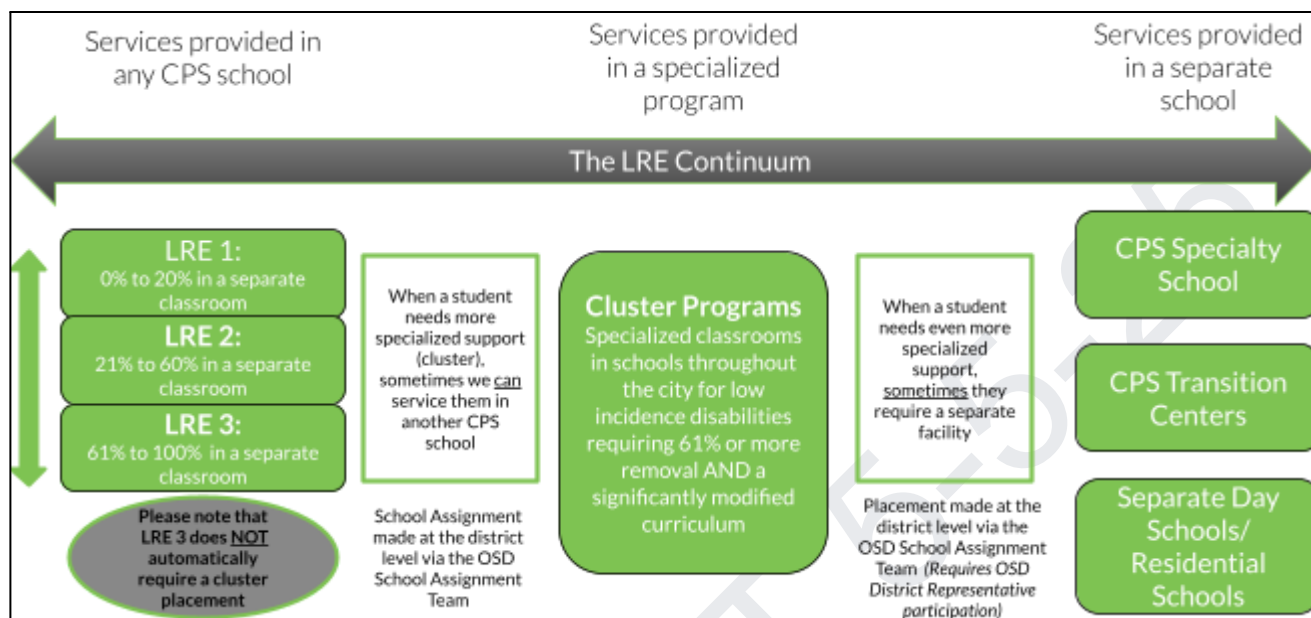 Services provided in
any CPS school
Services provided
in a specialized
program
Services provided
in a separate
school
The LRE Continuum
LRE 1:
0% to 20% in a separate
classroom
LRE 2:
21% to 60% in a separate
classroom
LRE 3:
61% to 100% in a separate
classroom
Please note that
LRE 3 does NOT
automatically
require a cluster
placement
When a student
needs more
specialized support
(cluster),
sometimes we can
service them in
another CPS
school
School Assignment
made at the district
level via the OSD
School Assignment
Team
Cluster Programs
Specialized classrooms
in schools throughout
the city for low
incidence disabilities
requiring 61% or more
removal AND a
significantly modified
curriculum
When a student
needs even more
specialized
support,
sometimes they
require a separate
facility
Placement made at the
district level via the
OSD School Assignment
Team (Requires OSD
District Representative
participation)
CPS Specialty
School
CPS Transition
Centers
Separate Day
Schools/
Residential
Schools